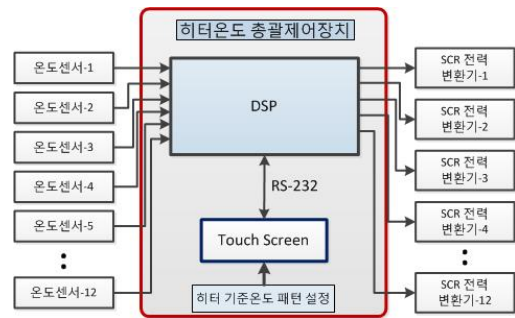 히터온도 총괄제어장치
온도센서-1
온도센서-2
온도센서-3
온도센서-4
온도센서-5
온도센서-12
DSP
RS-232
Touch Screen
히터 기준온도 패턴 설정
SCR 전력
변환기-1
SCR 전력
변환기-2
SCR 전력
변환기-3
SCR 전력
변환기-4
SCR 전력
변환기-12